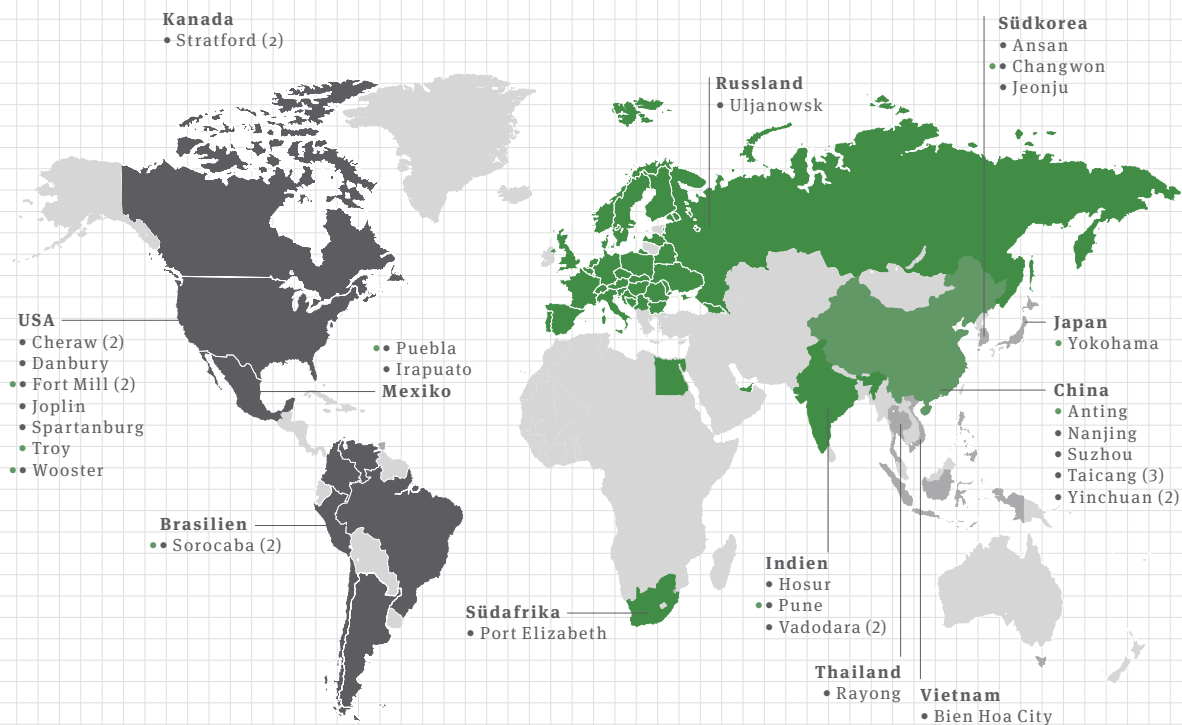 Kanada
• Stratford (2)
Südkorea
• Ansan
•• Changwon
• Jeonju
Russland
• Uljanowsk
USA
• Cheraw (2)
• Danbury
•• Fort Mill (2)
• Joplin
• Spartanburg
• Troy
•• Wooster
•• Puebla
• Irapuato
Mexiko
Japan
• Yokohama
China
• Anting
• Nanjing
• Suzhou
• Taicang (3)
• Yinchuan (2)
Brasilien
•• Sorocaba (2)
Südafrika
• Port Elizabeth
Indien
• Hosur
•• Pune
• Vadodara (2)
Thailand
• Rayong
Vietnam
• Bien Hoa City